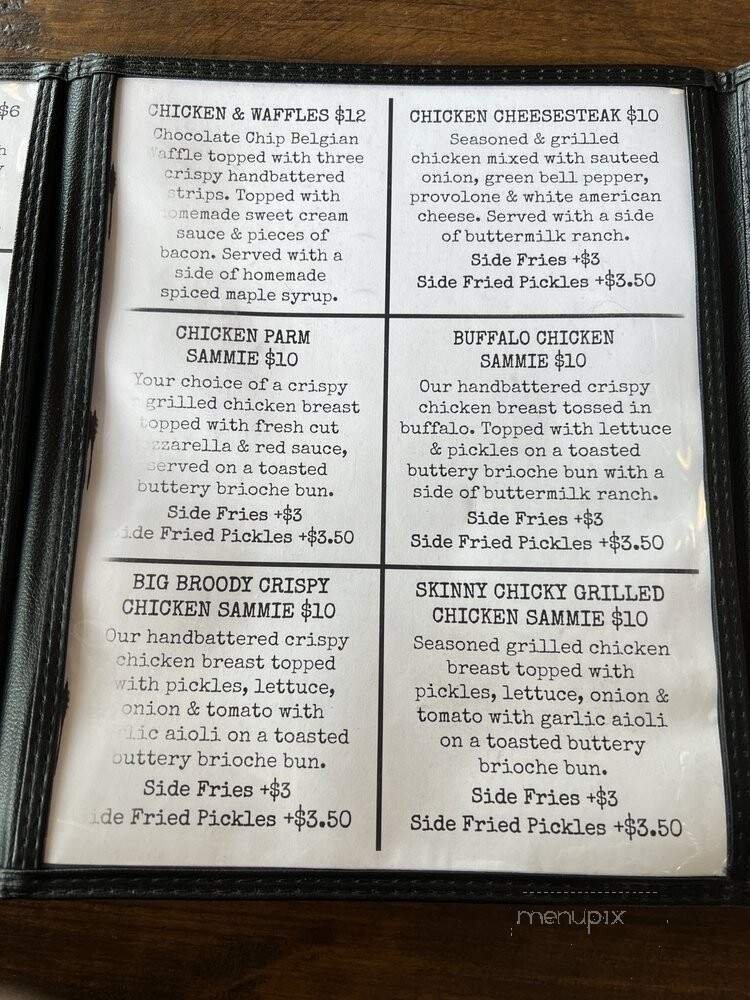 $6
CHICKEN & WAFFLES $12
Chocolate Chip Belgian
Waffle topped with three
crispy handbattered
strips. Topped with
homemade sweet cream
sauce & pieces of
bacon. Served with a
side of homemade
spiced maple syrup.
CHICKEN CHEESESTEAK $10
Seasoned & grilled
chicken mixed with sauteed
onion, green bell pepper,
provolone & white american
cheese. Served with a side
of buttermilk ranch.
Side Fries +$3
Side Fried Pickles +$3.50
CHICKEN PARM
SAMMIE $10
Your choice of a crispy
grilled chicken breast
topped with fresh cut
mozzarella & red sauce,
served on a toasted
buttery brioche bun.
Side Fries +$3
Side Fried Pickles +$3.50
BUFFALO CHICKEN
SAMMIE $10
Our handbattered crispy
chicken breast tossed in
buffalo. Topped with lettuce
& pickles on a toasted
buttery brioche bun with a
side of buttermilk ranch.
Side Fries +$3
Side Fried Pickles +$3.50
BIG BROODY CRISPY
CHICKEN SAMMIE $10
Our handbattered crispy
chicken breast topped
with pickles, lettuce,
onion & tomato with
garlic aioli on a toasted
buttery brioche bun.
Side Fries +$3
Side Fried Pickles +$3.50
SKINNY CHICKY GRILLED
CHICKEN SAMMIE $10
Seasoned grilled chicken
breast topped with
pickles, lettuce, onion &
tomato with garlic aioli
on a toasted buttery
brioche bun.
Side Fries +$3
Side Fried Pickles +$3.50
menupix